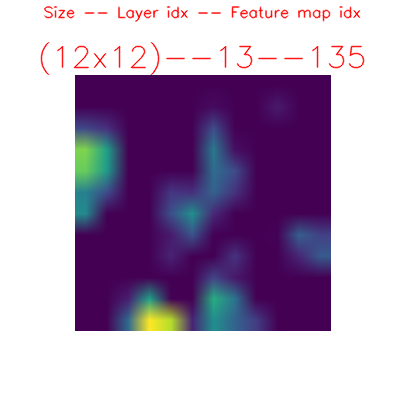 Size -- Layer idx -- Feature map idx
(12x12)--13--135